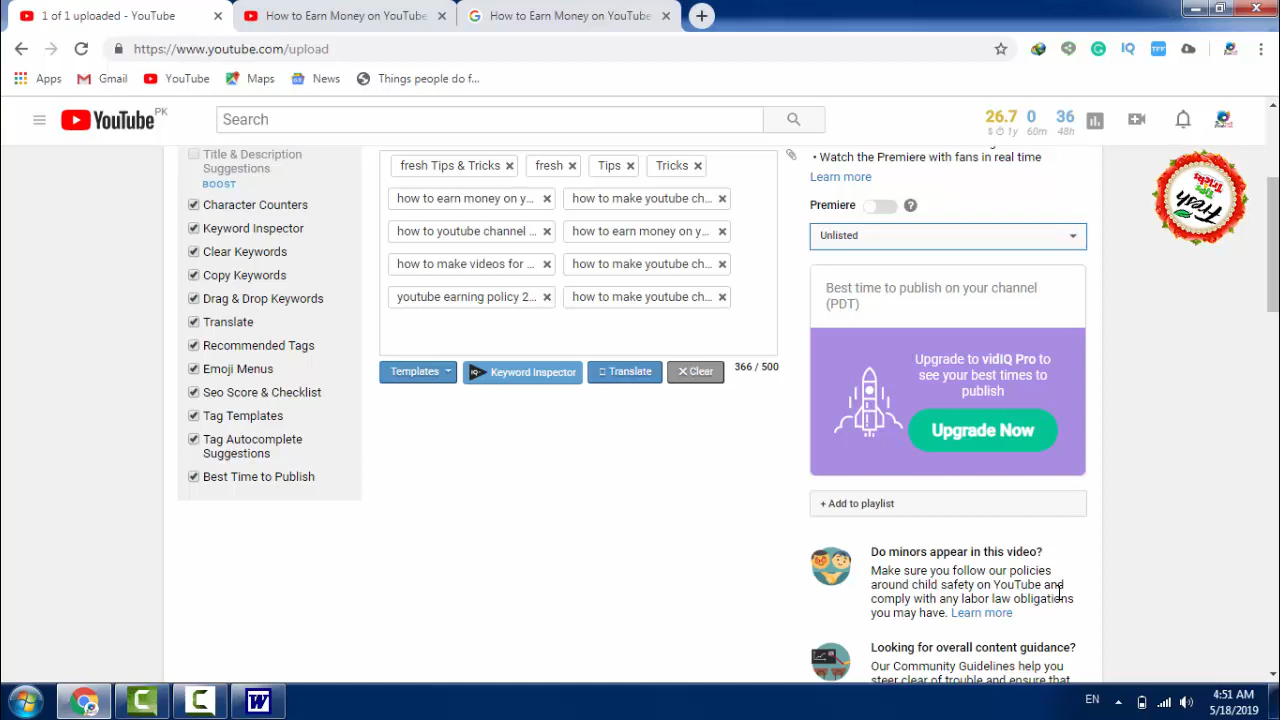 1 of 1 uploaded - YouTube
How to Earn Money on YouTube
How to Earn Money on YouTube
https://www.youtube.com/upload
Apps
Gmail
YouTube
Maps
News
Things people do f...
YouTube PK
Search
26.7 0 36
1y 60m 48h
Title & Description
Suggestions
BOOST
Character Counters
Keyword Inspector
Clear Keywords
Copy Keywords
Drag & Drop Keywords
Translate
Recommended Tags
Emoji Menus
Seo Score & Checklist
Tag Templates
Tag Autocomplete
Suggestions
Best Time to Publish
fresh Tips & Tricks
fresh
Tips
Tricks
how to earn money on y...
how to make youtube ch...
how to youtube channel ...
how to earn money on y...
how to make videos for ...
how to make youtube ch...
youtube earning policy 2...
how to make youtube ch...
Templates
Keyword Inspector
Translate
Clear
366 / 500
• Watch the Premiere with fans in real time
Learn more
Premiere
Unlisted
Best time to publish on your channel
(PDT)
Upgrade to vidIQ Pro to
see your best times to
publish
Upgrade Now
+ Add to playlist
Do minors appear in this video?
Make sure you follow our policies
around child safety on YouTube and
comply with any labor law obligations
you may have. Learn more
Looking for overall content guidance?
Our Community Guidelines help you
steer clear of trouble and ensure that
Fresh
Tips
Tricks
EN
4:51 AM
5/18/2019